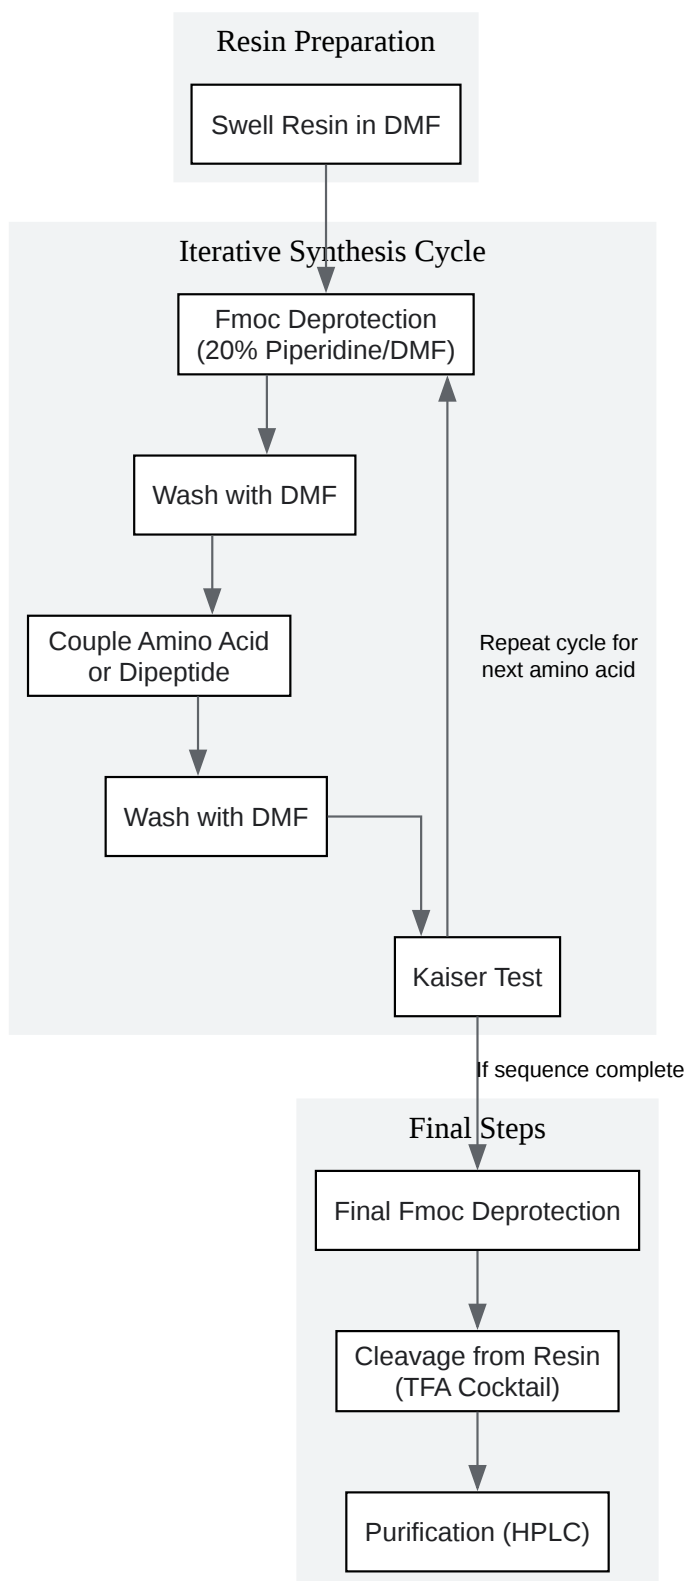 Resin Preparation
Swell Resin in DMF
Iterative Synthesis Cycle
Fmoc Deprotection
(20% Piperidine/DMF)
Wash with DMF
Couple Amino Acid
or Dipeptide
Repeat cycle for
next amino acid
Wash with DMF
Kaiser Test
If sequence complete
Final Steps
Final Fmoc Deprotection
Cleavage from Resin
(TFA Cocktail)
Purification (HPLC)